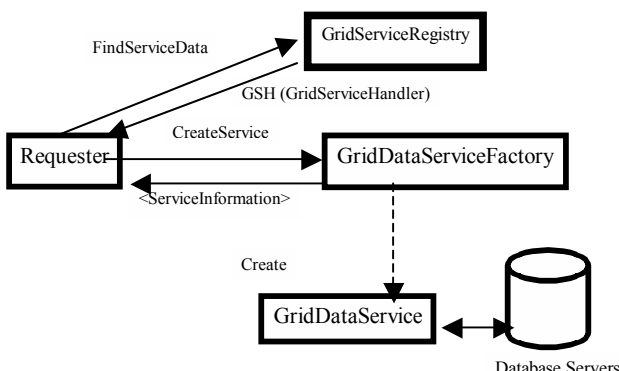 GridServiceRegistry
FindServiceData
GSH (GridServiceHandler)
CreateService
Requester
GridDataServiceFactory
<ServiceInformation>
Create
GridDataService
Database Servers